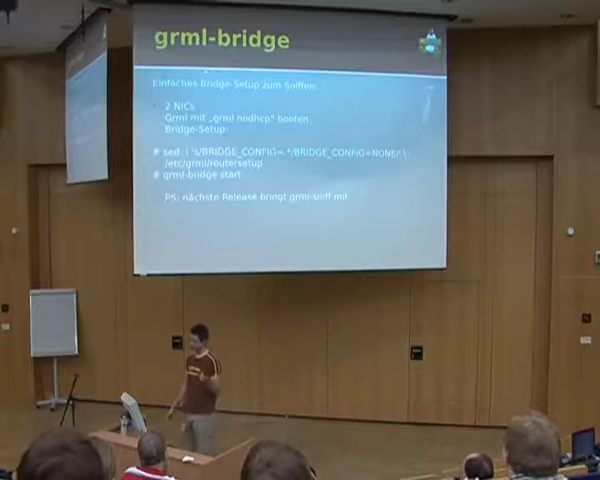 grml-bridge
Einfaches Bridge-Setup zum Sniffen:
2 NICs
Grml mit „grml nodhcp" booten
Bridge-Setup:
# sed -i 's/BRIDGE_CONFIG=.*/BRIDGE_CONFIG=NONE/' \
/etc/grml/routersetup
# grml-bridge start
PS: nächste Release bringt grml-sniff mit